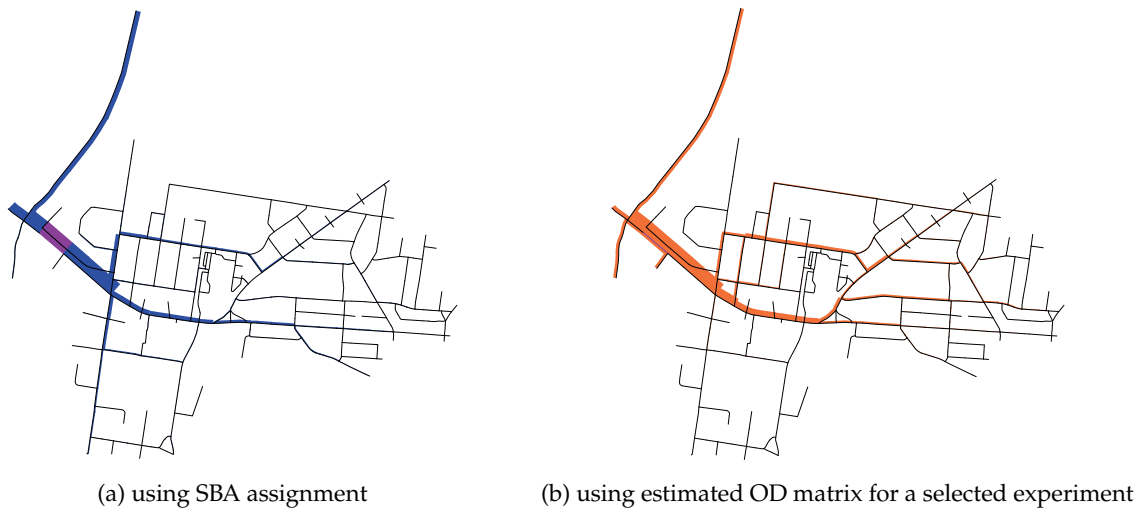 (a) using SBA assignment
(b) using estimated OD matrix for a selected experiment